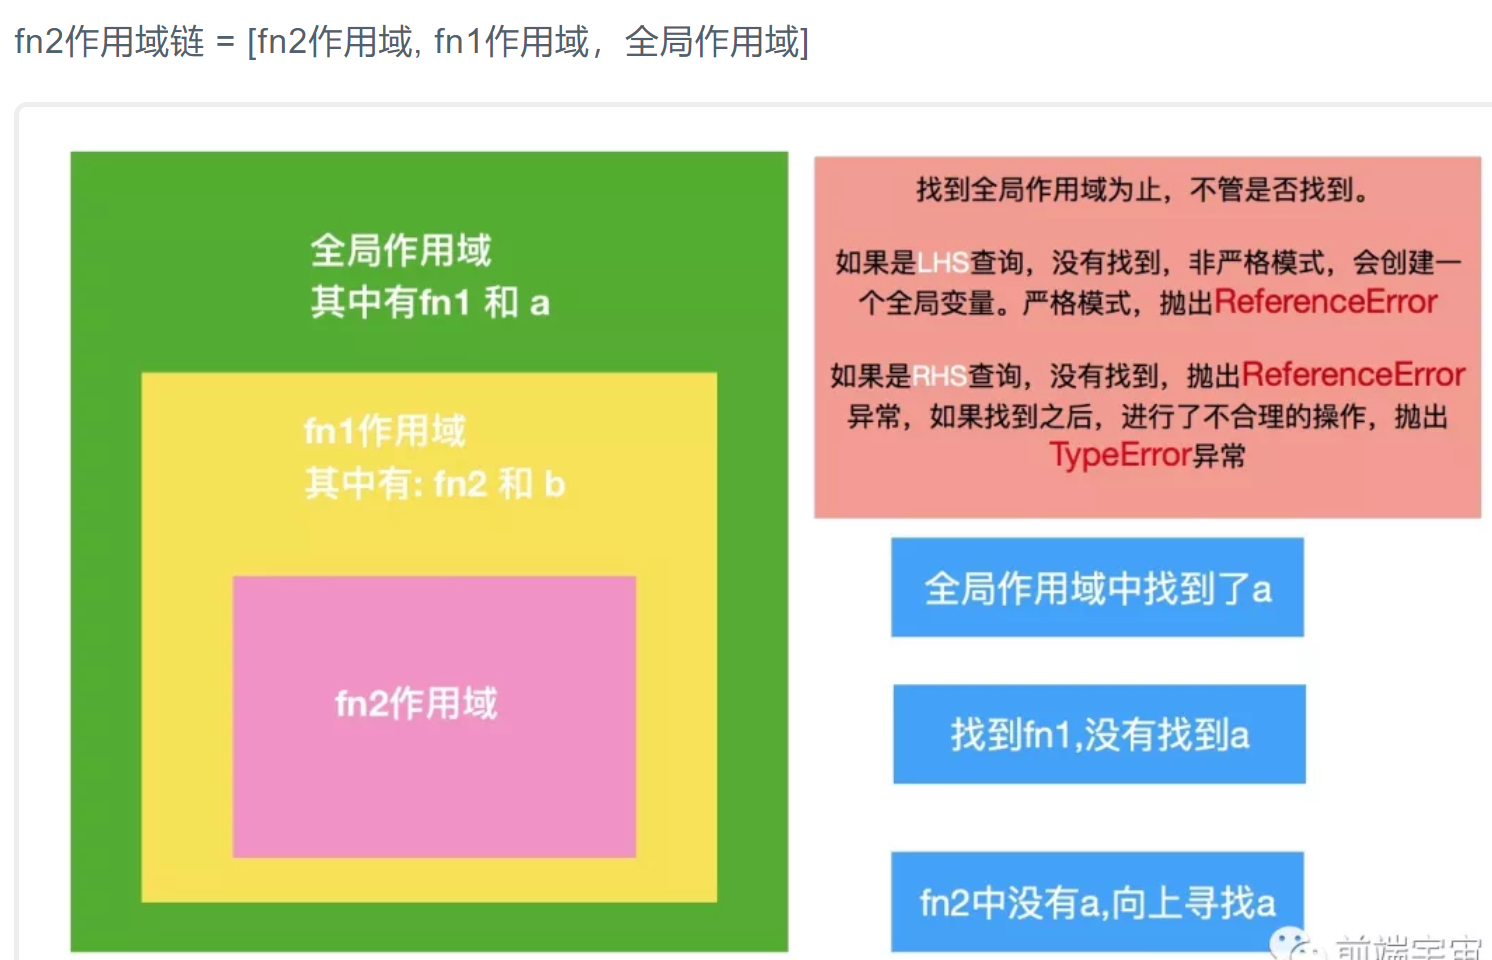 fn2作用域链 = [fn2作用域, fn1作用域，全局作用域]
全局作用域
其中有fn1 和 a
fn1作用域
其中有: fn2 和 b
fn2作用域
找到全局作用域为止，不管是否找到。
如果是LHS查询，没有找到，非严格模式，会创建一
个全局变量。严格模式，抛出ReferenceError
如果是RHS查询，没有找到，抛出ReferenceError
异常，如果找到之后，进行了不合理的操作，抛出
TypeError异常
全局作用域中找到了a
找到fn1,没有找到a
fn2中没有a,向上寻找a
前端宇宙